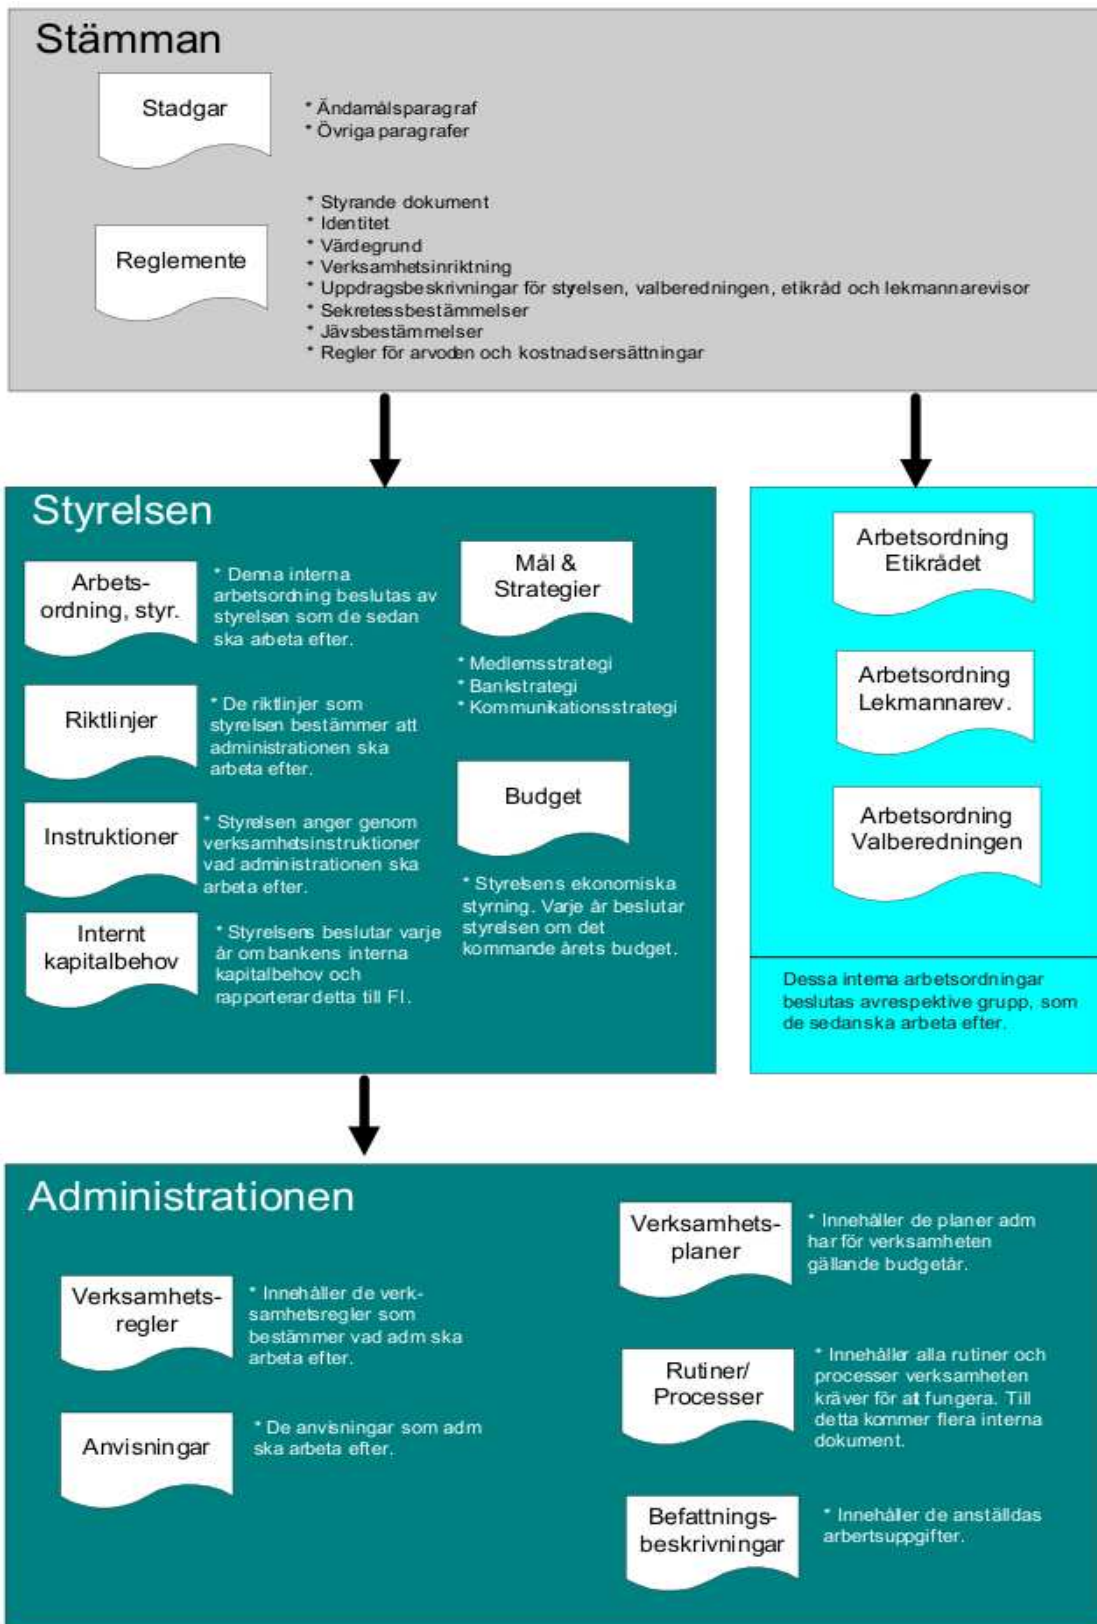 Stämman
Stadgar
* Ändamålsparagraf
* Övriga paragrafer
Reglemente
* Styrande dokument
* Identitet
* Värdegrund
* Verksamhetsinriktning
* Uppdragsbeskrivningar för styrelsen, valberedningen, etikråd och lekmannarevisor
* Sekretessbestämmelser
* Jävsbestämmelser
* Regler för arvoden och kostnadsersättningar
Styrelsen
Arbets-
ordning, styr.
* Denna interna
arbetsordning beslutas av
styrelsen som de sedan
ska arbeta efter.
Riktlinjer
* De riktlinjer som
styrelsen bestämmer att
administrationen ska
arbeta efter.
Instruktioner
* Styrelsen anger genom
verksamhetsinstruktioner
vad administrationen ska
arbeta efter.
Internt
kapitalbehov
* Styrelsens beslutar varje
år om bankens interna
kapitalbehov och
rapporterar detta till FI.
Mål &
Strategier
* Medlemsstrategi
* Bankstrategi
* Kommunikationsstrategi
Budget
* Styrelsens ekonomiska
styrning. Varje år beslutar
styrelsen om det
kommande årets budget.
Arbetsordning
Etikrådet
Arbetsordning
Lekmannarev.
Arbetsordning
Valberedningen
Dessa interna arbetsordningar
beslutas avrespektive grupp, som
de sedanska arbeta efter.
Administrationen
Verksamhets-
regler
* Innehåller de verk-
samhetsregler som
bestämmer vad adm ska
arbeta efter.
Anvisningar
* De anvisningar som adm
ska arbeta efter.
Verksamhets-
planer
* Innehåller de planer adm
har för verksamheten
gällande budgetår.
Rutiner/
Processer
* Innehåller alla rutiner och
processer verksamheten
kräver för att fungera. Till
detta kommer flera interna
dokument.
Befattnings-
beskrivningar
* Innehåller de anställdas
arbertsuppgifter.